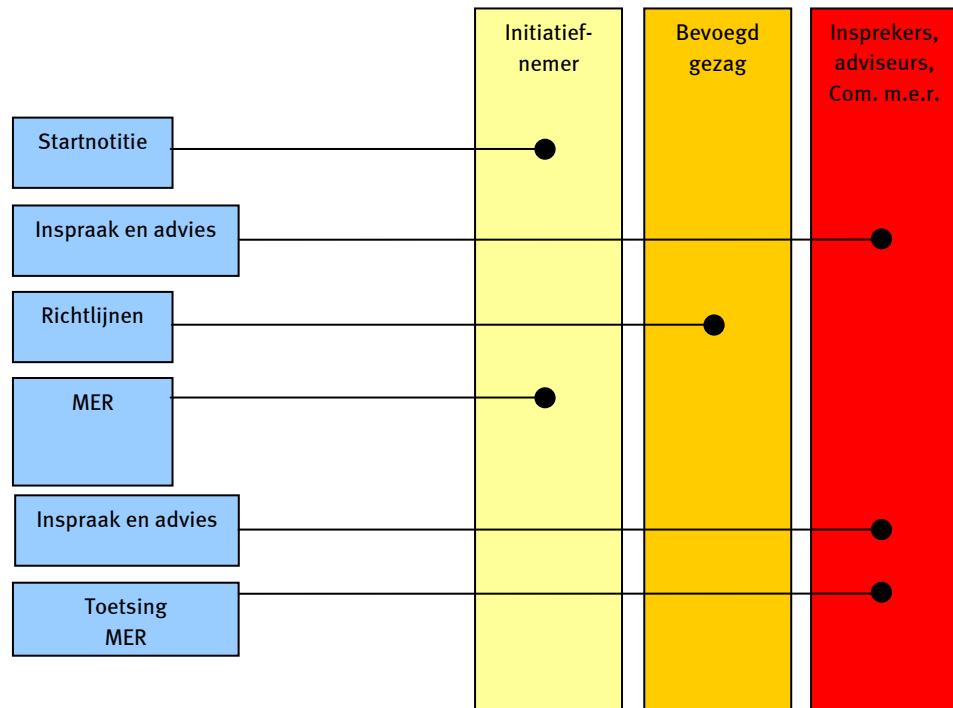 Initiatief-
nemer
Bevoegd
gezag
Insprekers,
adviseurs,
Com. m.e.r.
Startnotitie
Inspraak en advies
Richtlijnen
MER
Inspraak en advies
Toetsing
MER